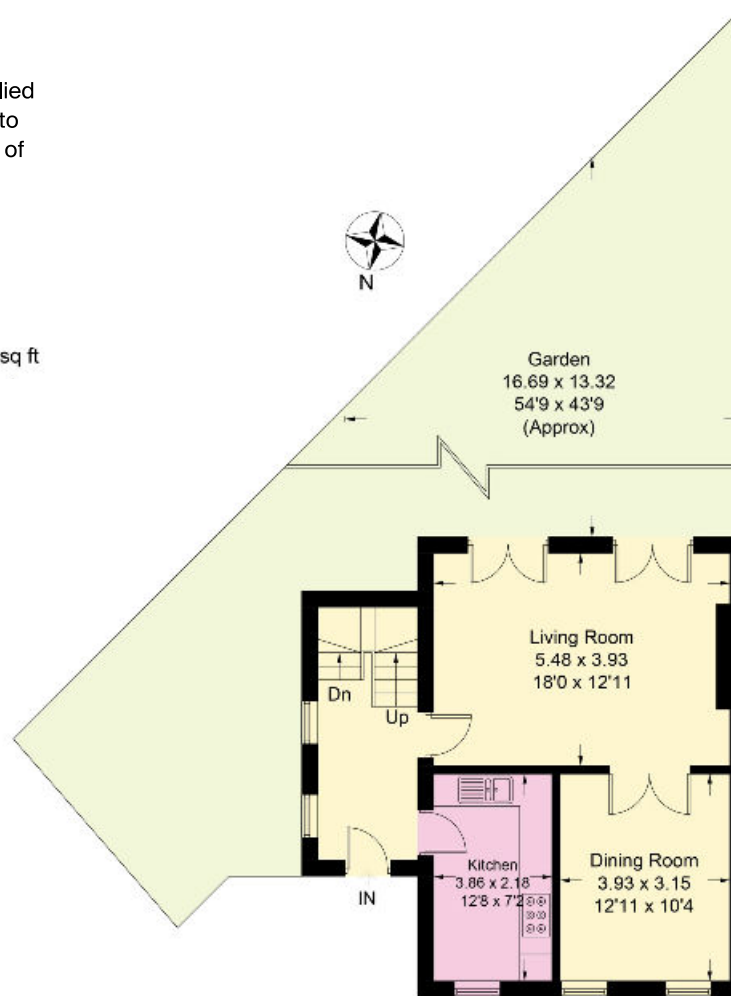 lied
to
of
N
sq ft
Garden
16.69 x 13.32
54'9 x 43'9
(Approx)
Living Room
5.48 x 3.93
18'0 x 12'11
Dn
Up
Kitchen
3.86 x 2.18
12'8 x 7'2
Dining Room
3.93 x 3.15
12'11 x 10'4
IN